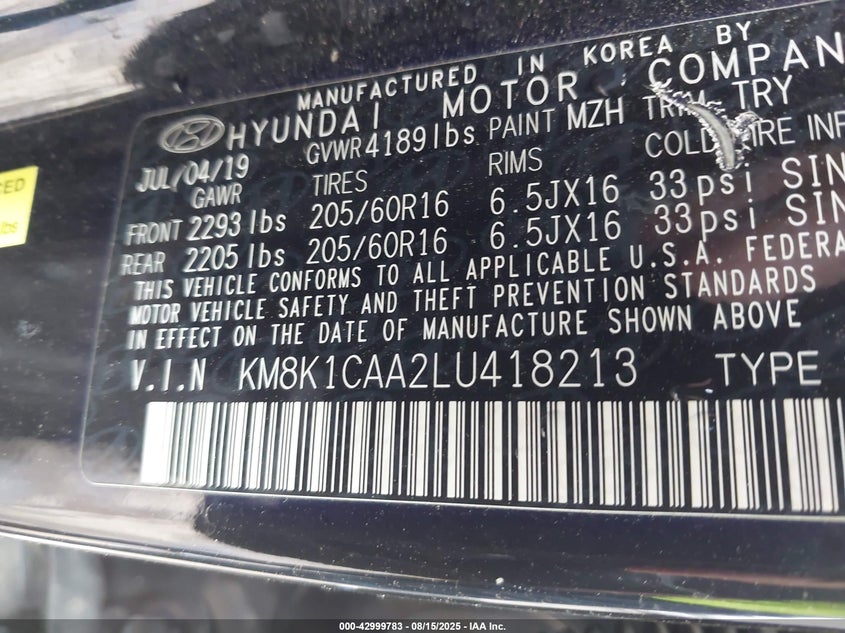 MANUFACTURED IN KOREA BY
HYUNDAI MOTOR COMPAN
JUL/04/19 GVWR 4189 lbs PAINT MZH TRIM TRY
GAWR TIRES RIMS COLD TIRE INF
FRONT 2293 lbs 205/60R16 6.5JX16 33psi SIN
REAR 2205 lbs 205/60R16 6.5JX16 33psi SIN
THIS VEHICLE CONFORMS TO ALL APPLICABLE U.S.A. FEDERA
MOTOR VEHICLE SAFETY AND THEFT PREVENTION STANDARDS
IN EFFECT ON THE DATE OF MANUFACTURE SHOWN ABOVE
V.I.N KM8K1CAA2LU418213 TYPE
CED
lbs
000-42999783 - 08/15/2025 - IAA Inc.